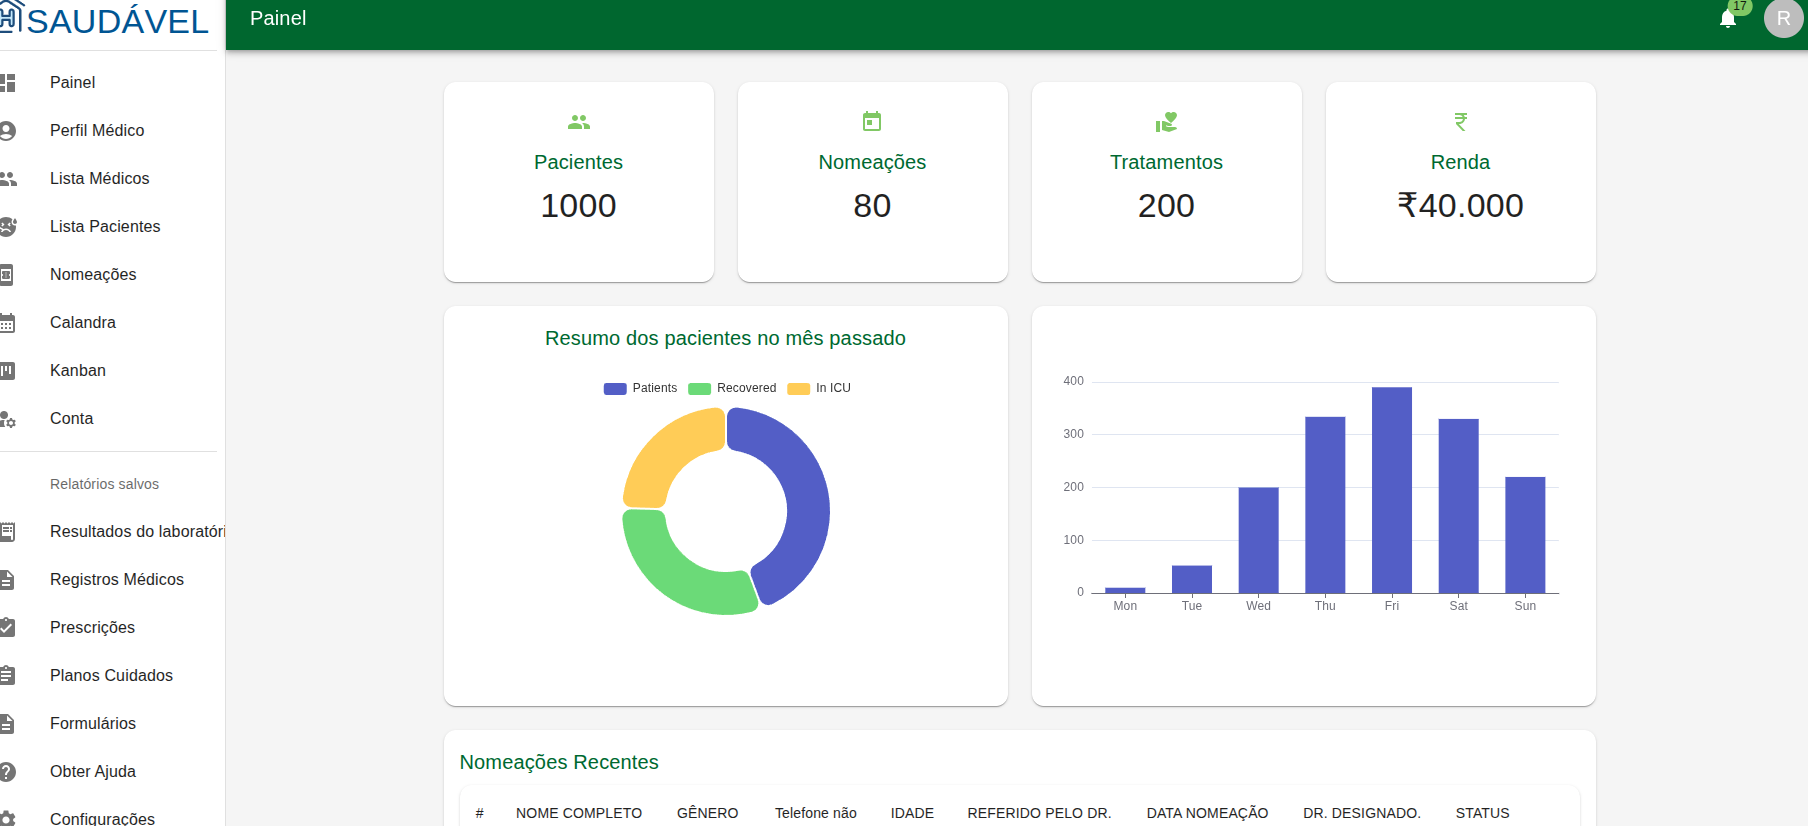 SAUDÁVEL
Painel
17
R
Painel
Perfil Médico
Lista Médicos
Lista Pacientes
Nomeações
Calandra
Kanban
Conta
Relatórios salvos
Resultados do laboratóri
Registros Médicos
Prescrições
Planos Cuidados
Formulários
Obter Ajuda
Configurações
Pacientes
1000
Nomeações
80
Tratamentos
200
Renda
₹40.000
Resumo dos pacientes no mês passado
Patients Recovered In ICU
400
300
200
100
0
Mon Tue Wed Thu Fri Sat Sun
Nomeações Recentes
# NOME COMPLETO GÊNERO Telefone não IDADE REFERIDO PELO DR. DATA NOMEAÇÃO DR. DESIGNADO. STATUS